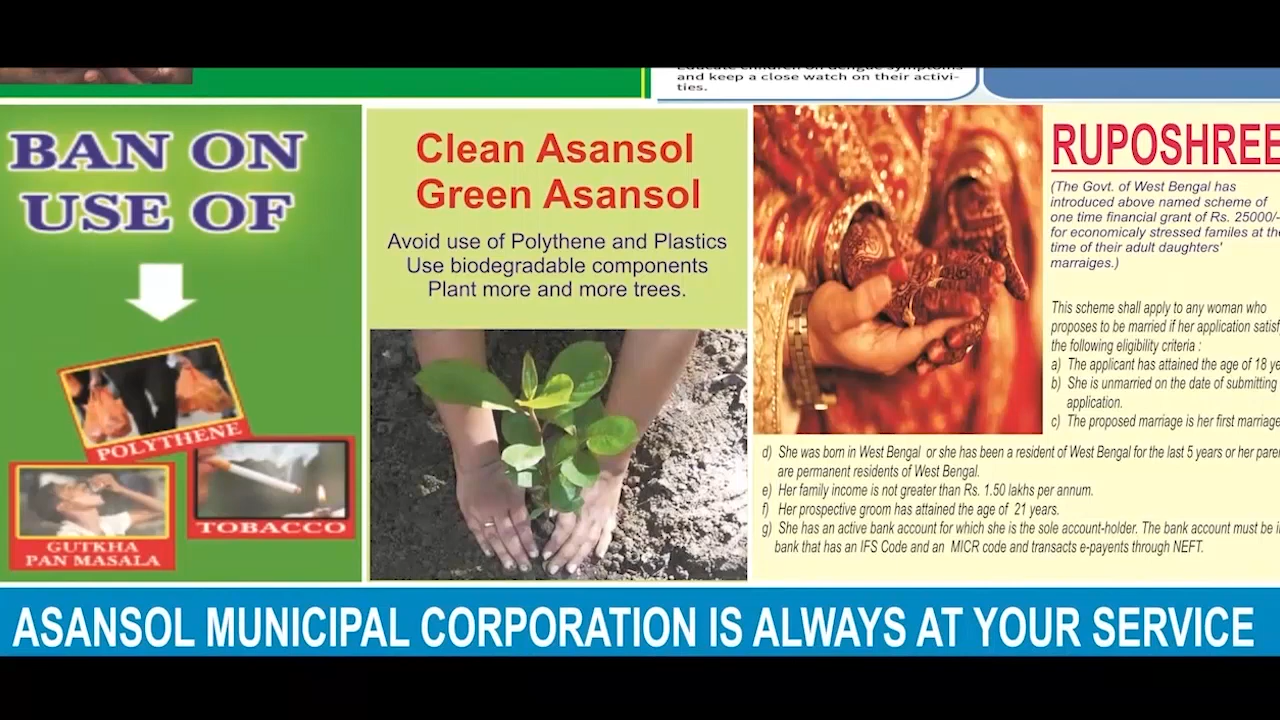 and keep a close watch on their activi-
ties.
BAN ON
USE OF
POLYTHENE
TOBACCO
GUTKHA
PAN MASALA
Clean Asansol
Green Asansol
Avoid use of Polythene and Plastics
Use biodegradable components
Plant more and more trees.
RUPOSHREE
(The Govt. of West Bengal has
introduced above named scheme of
one time financial grant of Rs. 25000/-
for economicaly stressed familes at the
time of their adult daughters'
marraiges.)
This scheme shall apply to any woman who
proposes to be married if her application
the following eligibility criteria :
a) The applicant has attained the age of 18
b) She is unmarried on the date of submitting
application.
c) The proposed marriage is her first marriage
d) She was born in West Bengal or she has been a resident of West Bengal for the last 5 years or her
are permanent residents of West Bengal.
e) Her family income is not greater than Rs. 1.50 lakhs per annum.
f) Her prospective groom has attained the age of 21 years.
g) She has an active bank account for which she is the sole account-holder. The bank account must be
bank that has an IFS Code and an MICR code and transacts e-payents through NEFT.
ASANSOL MUNICIPAL CORPORATION IS ALWAYS AT YOUR SERVICE